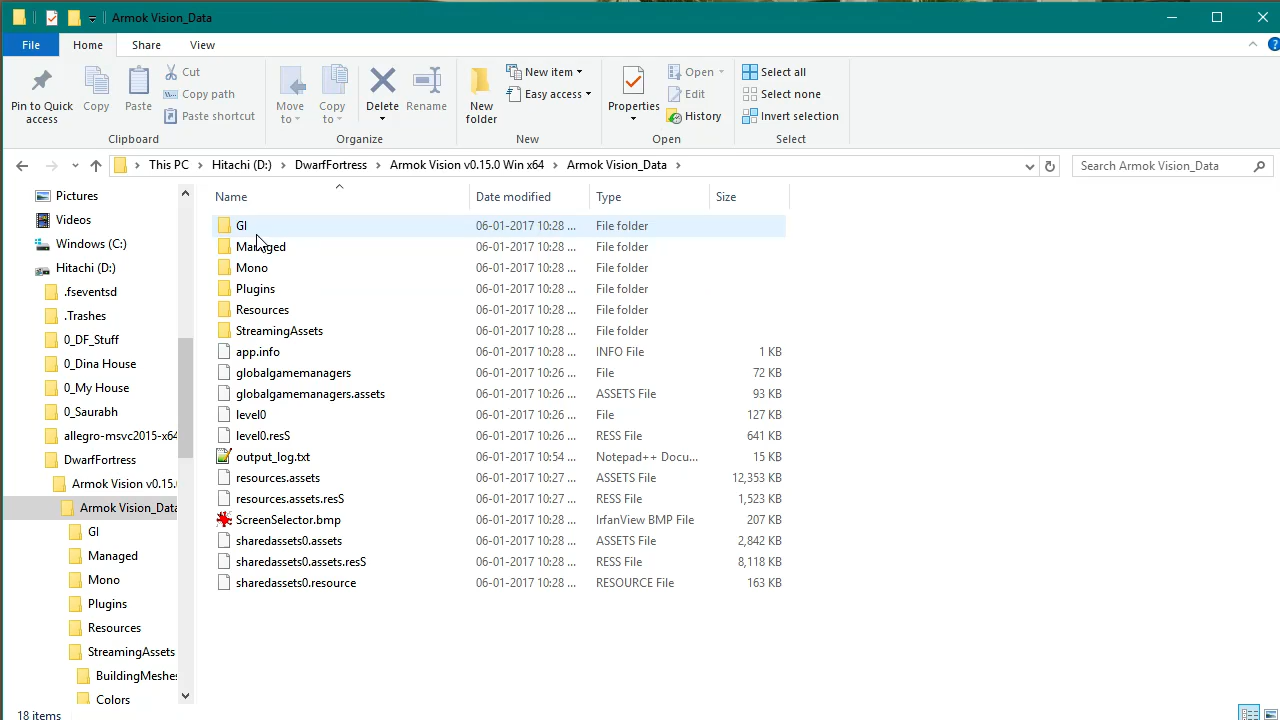 Armok Vision_Data
File Home Share View
Pin to Quick access
Copy
Paste
Cut
Copy path
Paste shortcut
Clipboard
Move to
Copy to
Delete
Rename
Organize
New folder
New item
Easy access
New
Properties
Open
Edit
History
Open
Select all
Select none
Invert selection
Select
This PC > Hitachi (D:) > DwarfFortress > Armok Vision v0.15.0 Win x64 > Armok Vision_Data >
Search Armok Vision_Data
Pictures
Videos
Windows (C:)
Hitachi (D:)
.fseventsd
.Trashes
0_DF_Stuff
0_Dina House
0_My House
0_Saurabh
allegro-msvc2015-x64
DwarfFortress
Armok Vision v0.15.
Armok Vision_Data
GI
Managed
Mono
Plugins
Resources
StreamingAssets
BuildingMeshes
Colors
Name Date modified Type Size
GI 06-01-2017 10:28 ... File folder
Managed 06-01-2017 10:28 ... File folder
Mono 06-01-2017 10:28 ... File folder
Plugins 06-01-2017 10:28 ... File folder
Resources 06-01-2017 10:28 ... File folder
StreamingAssets 06-01-2017 10:28 ... File folder
app.info 06-01-2017 10:28 ... INFO File 1 KB
globalgamemanagers 06-01-2017 10:26 ... File 72 KB
globalgamemanagers.assets 06-01-2017 10:26 ... ASSETS File 93 KB
level0 06-01-2017 10:26 ... File 127 KB
level0.resS 06-01-2017 10:26 ... RESS File 641 KB
output_log.txt 06-01-2017 10:54 ... Notepad++ Docu... 15 KB
resources.assets 06-01-2017 10:27 ... ASSETS File 12,353 KB
resources.assets.resS 06-01-2017 10:27 ... RESS File 1,523 KB
ScreenSelector.bmp 06-01-2017 10:28 ... IrfanView BMP File 207 KB
sharedassets0.assets 06-01-2017 10:28 ... ASSETS File 2,842 KB
sharedassets0.assets.resS 06-01-2017 10:28 ... RESS File 8,118 KB
sharedassets0.resource 06-01-2017 10:28 ... RESOURCE File 163 KB
18 items